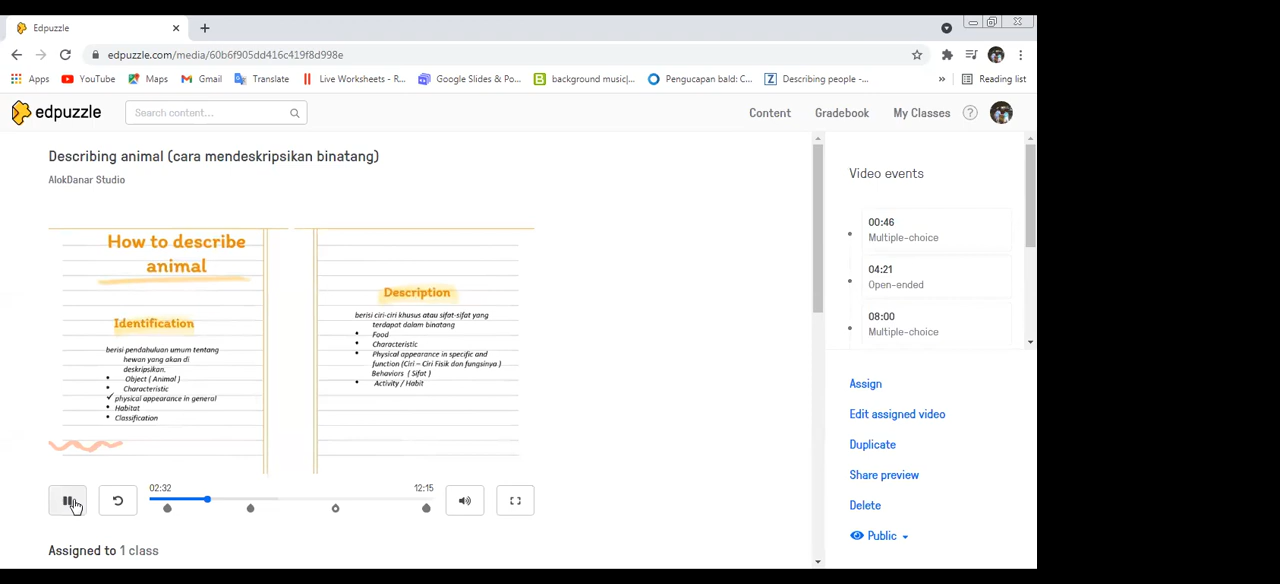 Edpuzzle
edpuzzle.com/media/60b6f905dd416c419f8d998e
Apps YouTube Maps Gmail Translate Live Worksheets - R... Google Slides & Po... background music|... Pengucapan bald: C... Describing people -... » Reading list
edpuzzle Search content... Content Gradebook My Classes ?
Describing animal (cara mendeskripsikan binatang)
AlokDanar Studio
How to describe
animal
Identification
berisi pendahuluan umum tentang
hewan yang akan di
deskripsikan.
• Object ( Animal )
• Characteristic
✓ physical appearance in general
• Habitat
• Classification
Description
berisi ciri-ciri khusus atau sifat-sifat yang
terdapat dalam binatang
• Food
• Characteristic
• Physical appearance in specific and
function (Ciri – Ciri Fisik dan fungsinya )
Behaviors ( Sifat )
• Activity / Habit
02:32 12:15
Assigned to 1 class
Video events
00:46
Multiple-choice
04:21
Open-ended
08:00
Multiple-choice
Assign
Edit assigned video
Duplicate
Share preview
Delete
Public